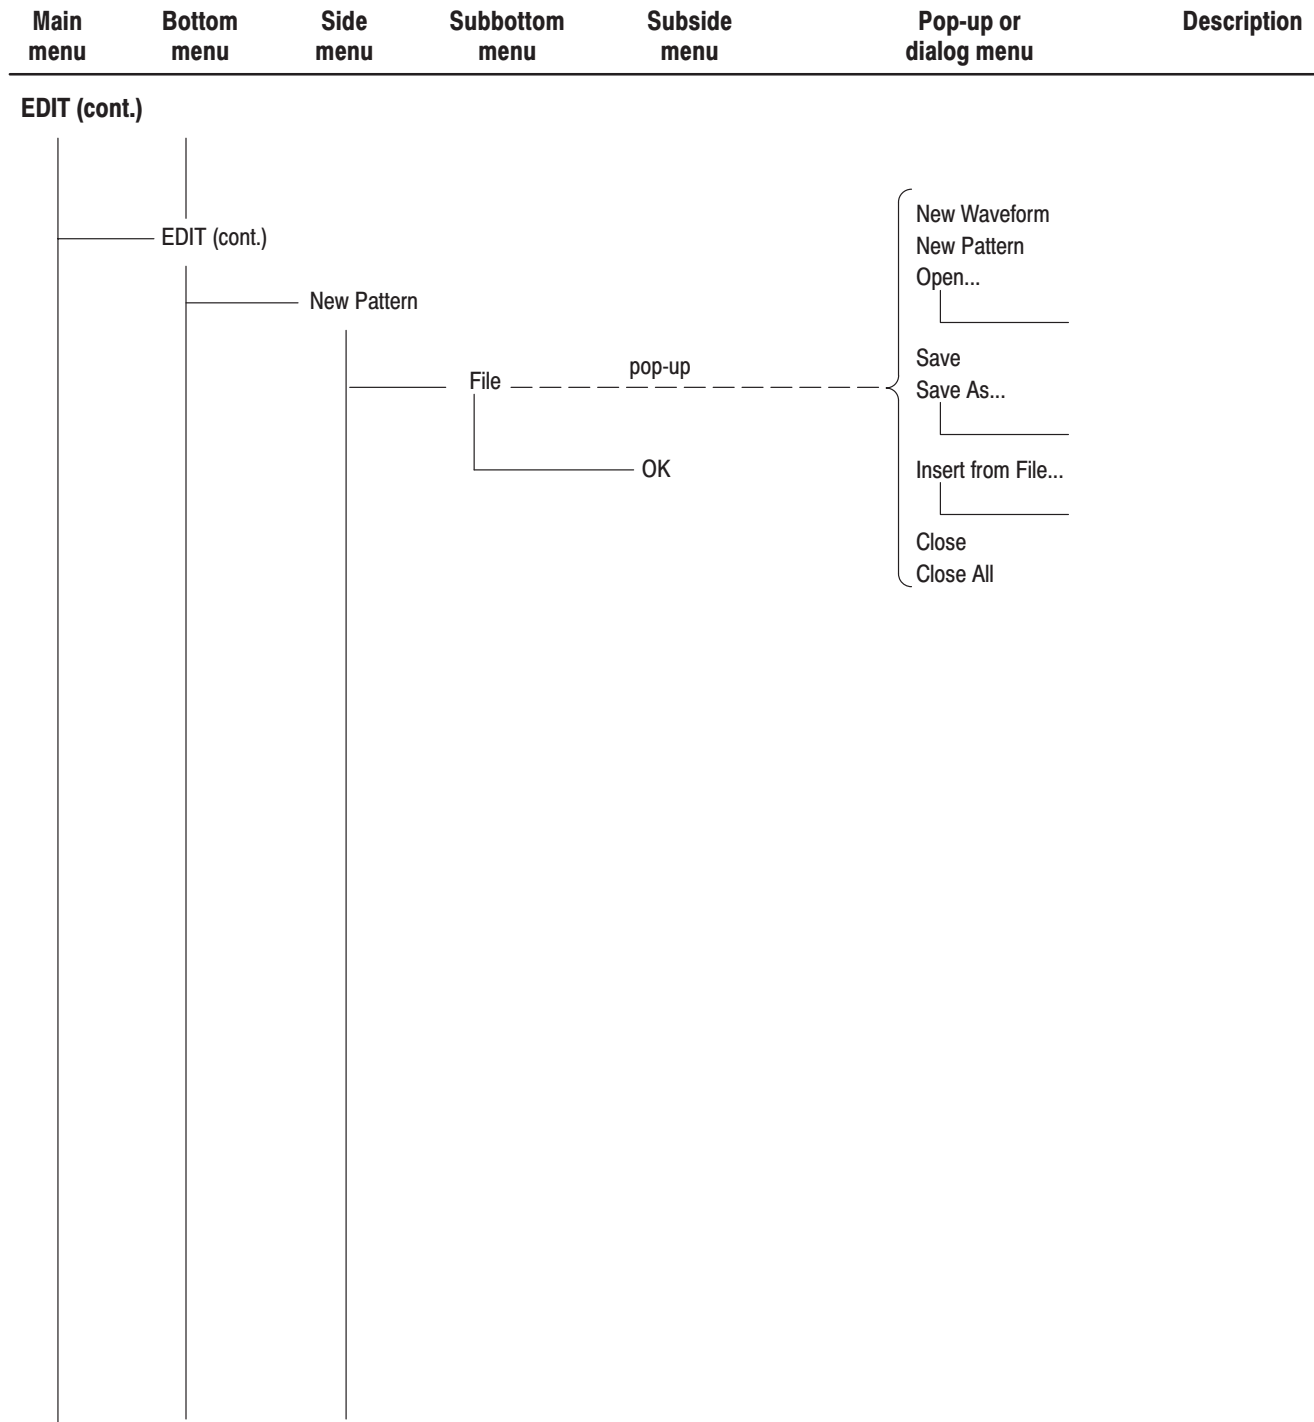 Main menu
Bottom menu
Side menu
Subbottom menu
Subside menu
Pop-up or dialog menu
Description
EDIT (cont.)
EDIT (cont.)
New Pattern
File
pop-up
OK
New Waveform
New Pattern
Open...
Save
Save As...
Insert from File...
Close
Close All